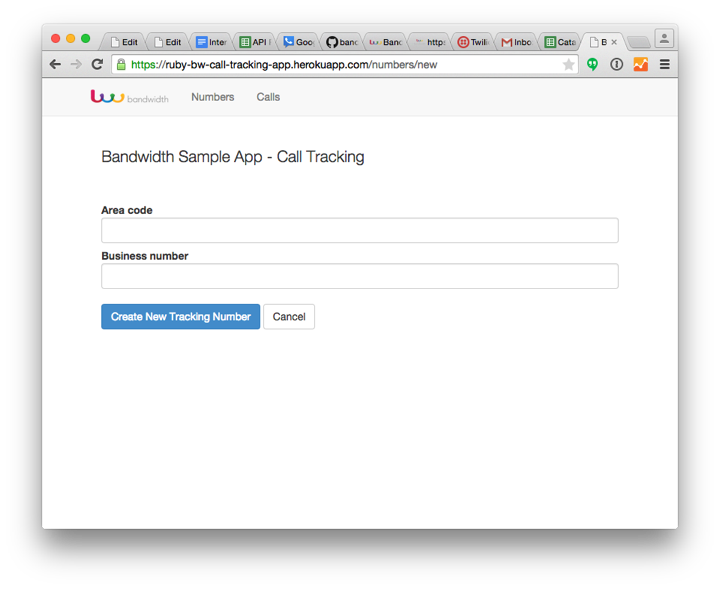 Edit
Edit
Inter
API
Goo
banc
Banc
http
Twili
Inbo
Cata
B
https://ruby-bw-call-tracking-app.herokuapp.com/numbers/new
bandwidth
Numbers
Calls
Bandwidth Sample App - Call Tracking
Area code
Business number
Create New Tracking Number
Cancel